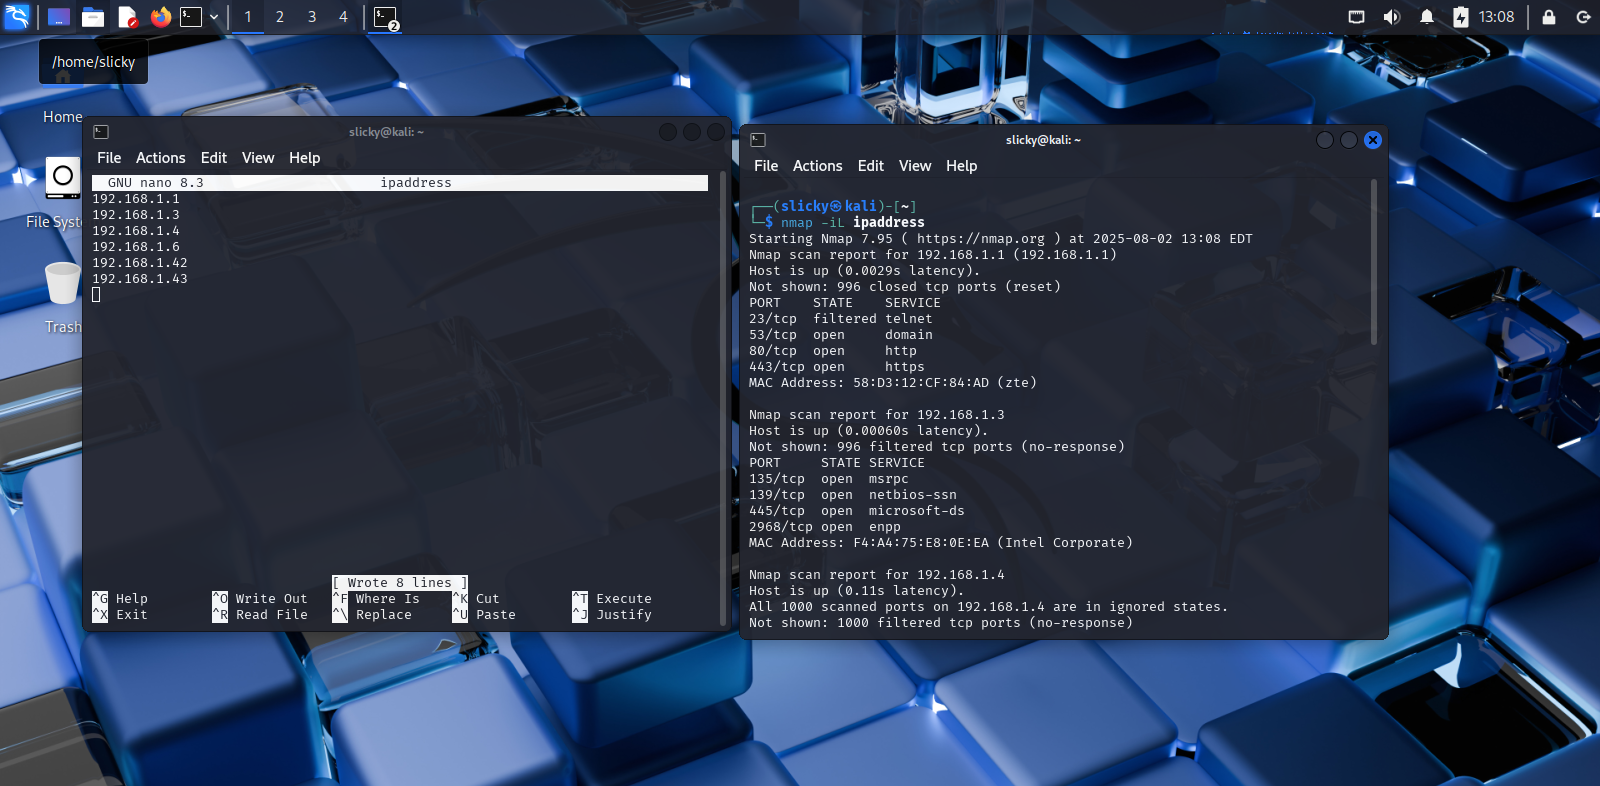 1 2 3 4
2
13:08
/home/slicky
Home
File Syst
Trash
slicky@kali: ~
File Actions Edit View Help
GNU nano 8.3 ipaddress
192.168.1.1
192.168.1.3
192.168.1.4
192.168.1.6
192.168.1.42
192.168.1.43
[ Wrote 8 lines ]
^G Help ^O Write Out ^F Where Is ^K Cut ^T Execute
^X Exit ^R Read File ^\ Replace ^U Paste ^J Justify
slicky@kali: ~
File Actions Edit View Help
┌──(slicky㉿kali)-[~]
└─$ nmap -iL ipaddress
Starting Nmap 7.95 ( https://nmap.org ) at 2025-08-02 13:08 EDT
Nmap scan report for 192.168.1.1 (192.168.1.1)
Host is up (0.0029s latency).
Not shown: 996 closed tcp ports (reset)
PORT STATE SERVICE
23/tcp filtered telnet
53/tcp open domain
80/tcp open http
443/tcp open https
MAC Address: 58:D3:12:CF:84:AD (zte)
Nmap scan report for 192.168.1.3
Host is up (0.00060s latency).
Not shown: 996 filtered tcp ports (no-response)
PORT STATE SERVICE
135/tcp open msrpc
139/tcp open netbios-ssn
445/tcp open microsoft-ds
2968/tcp open enpp
MAC Address: F4:A4:75:E8:0E:EA (Intel Corporate)
Nmap scan report for 192.168.1.4
Host is up (0.11s latency).
All 1000 scanned ports on 192.168.1.4 are in ignored states.
Not shown: 1000 filtered tcp ports (no-response)